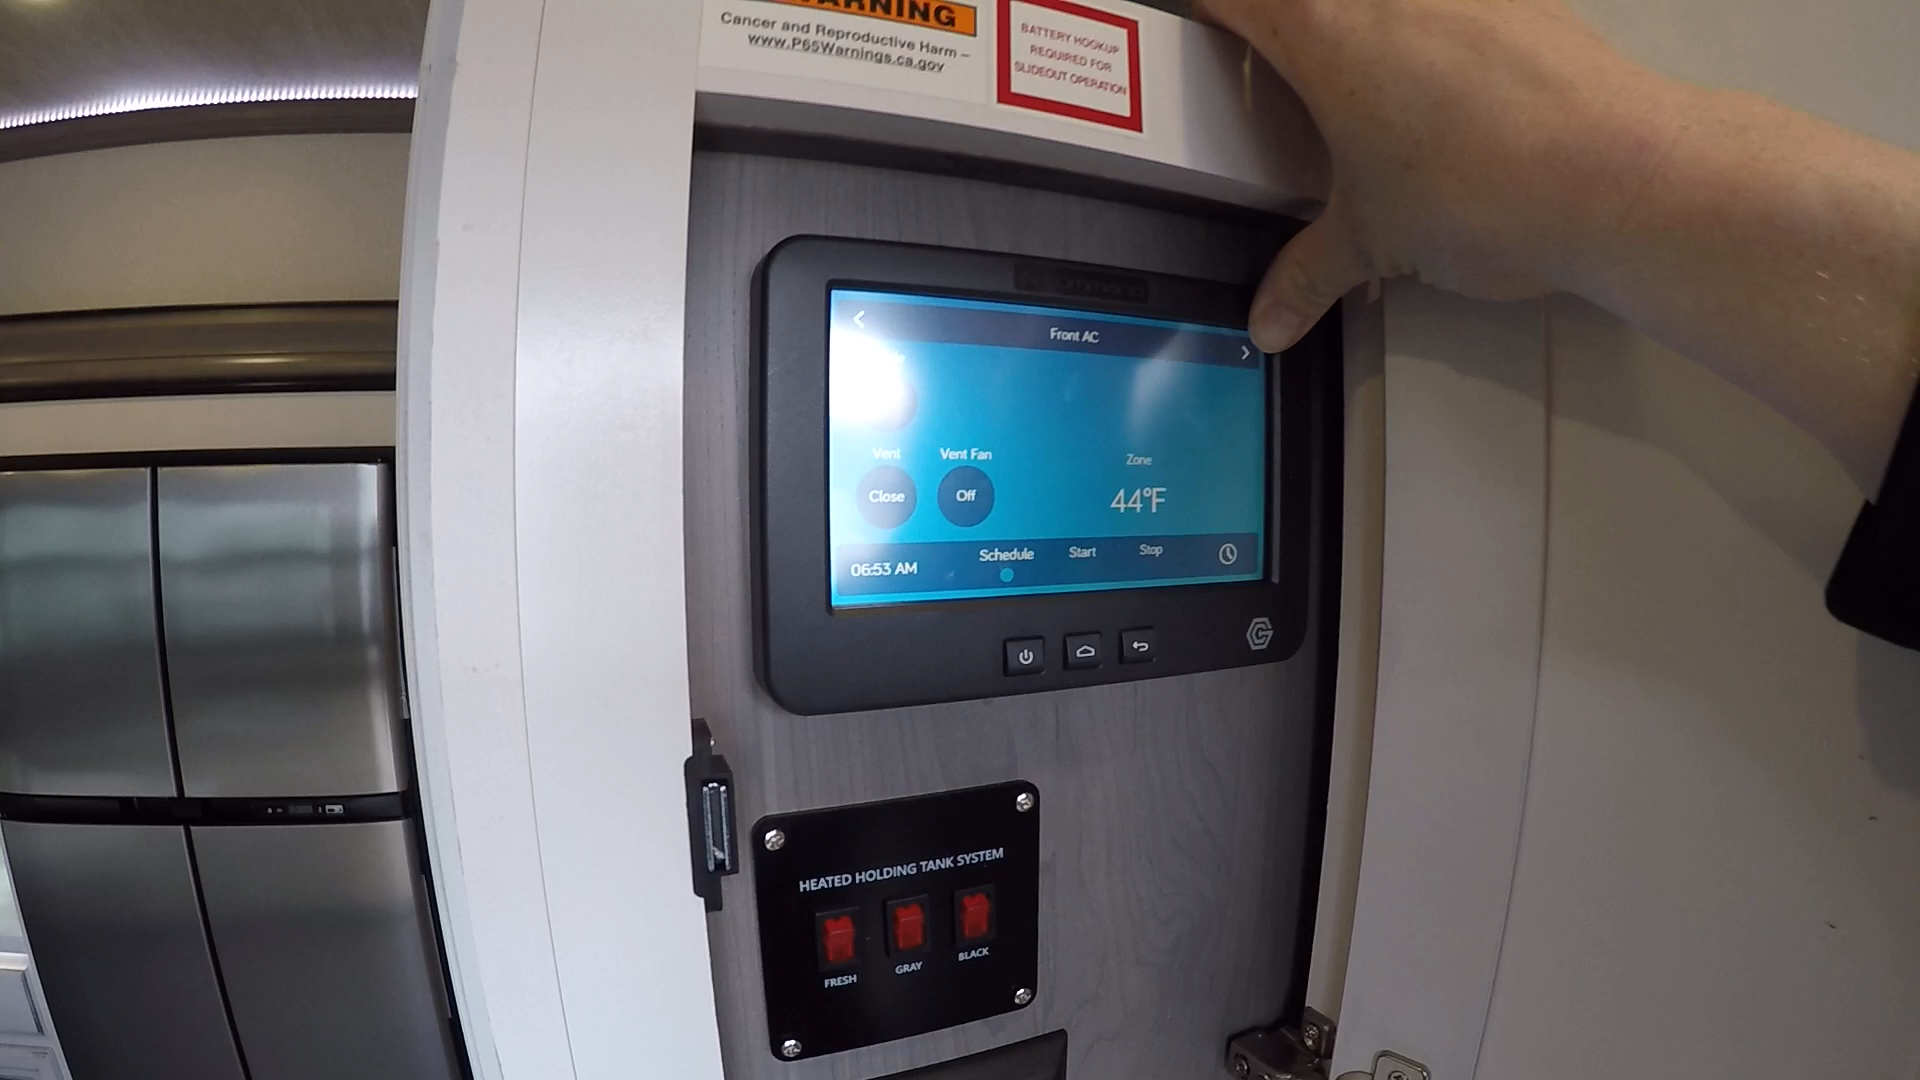 WARNING
Cancer and Reproductive Harm –
www.P65Warnings.ca.gov
BATTERY HOOKUP
REQUIRED FOR
SLIDEOUT OPERATION
Front AC
Vent
Vent Fan
Zone
Close
Off
44°F
Schedule
Start
Stop
06:53 AM
HEATED HOLDING TANK SYSTEM
FRESH
GRAY
BLACK